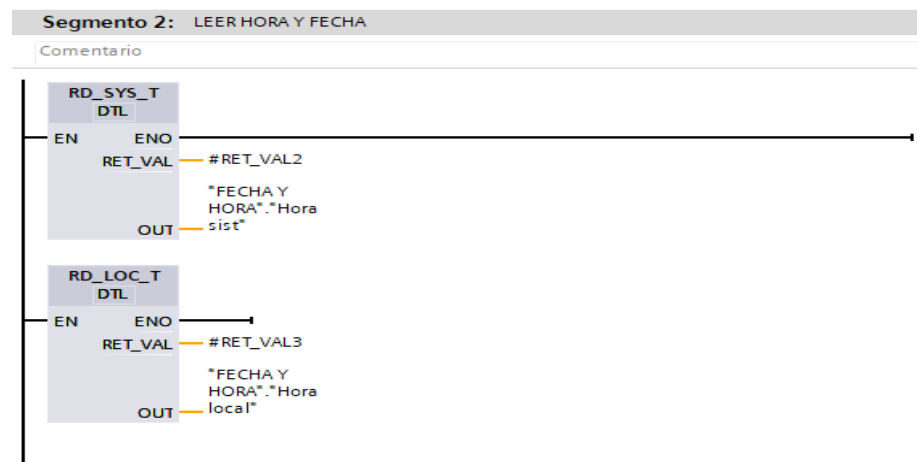 Segmento 2: LEER HORA Y FECHA
Comentario
RD_SYS_T
DTL
EN ENO
RET_VAL #RET_VAL2
"FECHA Y
HORA"."Hora
OUT sist"
RD_LOC_T
DTL
EN ENO
RET_VAL #RET_VAL3
"FECHA Y
HORA"."Hora
OUT local"